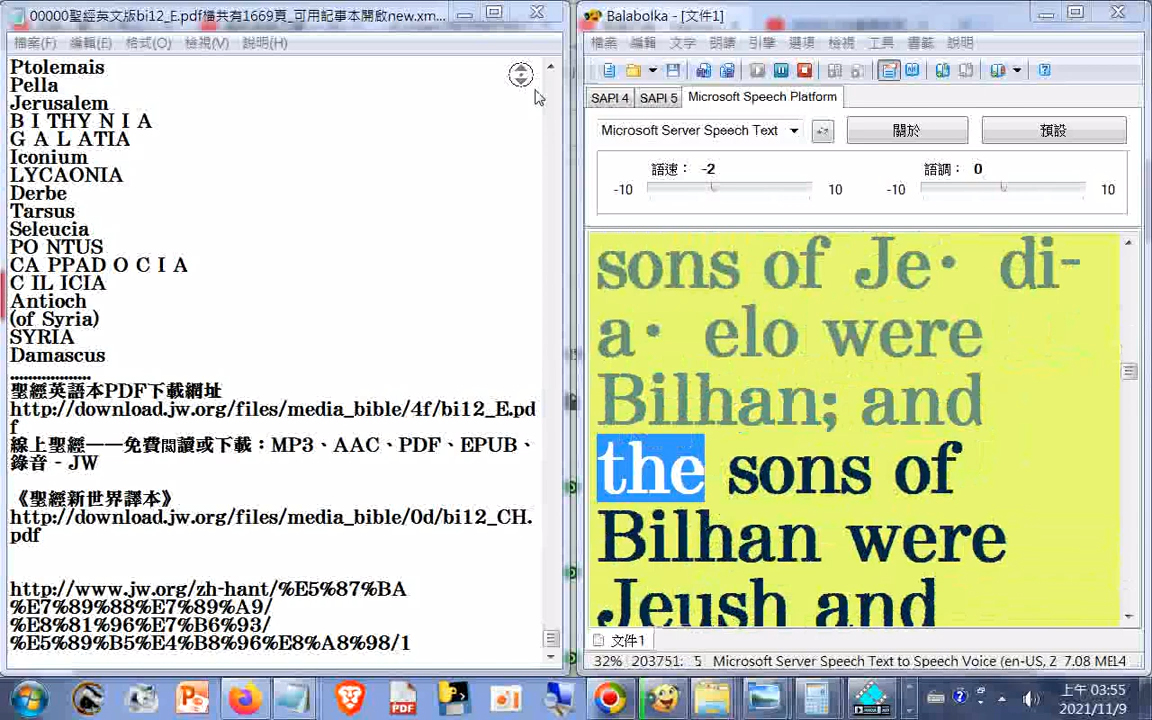 00000聖經英文版bi12_E.pdf檔共有1669頁_可用記事本開啟new.xm...
檔案(F) 編輯(E) 格式(O) 檢視(V) 說明(H)
Ptolemais
Pella
Jerusalem
B I THY N I A
G A L ATIA
Iconium
LYCAONIA
Derbe
Tarsus
Seleucia
PO NTUS
CA PPAD O C I A
C IL ICIA
Antioch
(of Syria)
SYRIA
Damascus
..................
聖經英語本PDF下載網址
http://download.jw.org/files/media_bible/4f/bi12_E.pd
f
線上聖經——免費閱讀或下載：MP3、AAC、PDF、EPUB、
錄音 - JW
《聖經新世界譯本》
http://download.jw.org/files/media_bible/0d/bi12_CH.
pdf
http://www.jw.org/zh-hant/%E5%87%BA
%E7%89%88%E7%89%A9/
%E8%81%96%E7%B6%93/
%E5%89%B5%E4%B8%96%E8%A8%98/1
Balabolka - [文件1]
檔案 編輯 文字 朗讀 引擎 選項 檢視 工具 書籤 說明
SAPI 4 SAPI 5 Microsoft Speech Platform
Microsoft Server Speech Text 關於 預設
語速： -2 語調： 0
-10 10 -10 10
sons of Je· di-
a· elo were
Bilhan; and
the sons of
Bilhan were
Jeush and
文件1
32% 203751: 5 Microsoft Server Speech Text to Speech Voice (en-US, Z 7.08 MB
上午 03:55
2021/11/9